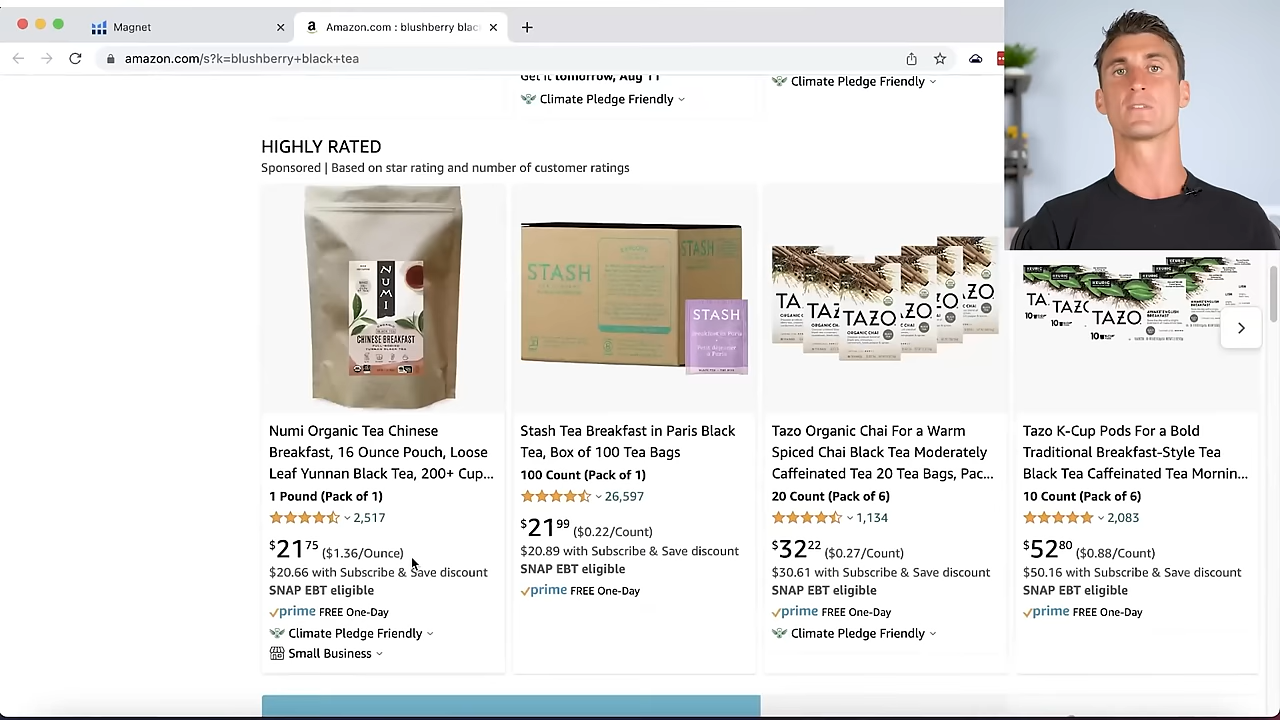 Magnet
Amazon.com : blushberry blac
amazon.com/s?k=blushberry+black+tea
Get it tomorrow, Aug 11
Climate Pledge Friendly
Climate Pledge Friendly
HIGHLY RATED
Sponsored | Based on star rating and number of customer ratings
NUMI
CHINESE BREAKFAST
STASH
STASH
STASH
TAZO
ORGANIC CHAI
KEURIG
TAZO
Numi Organic Tea Chinese
Breakfast, 16 Ounce Pouch, Loose
Leaf Yunnan Black Tea, 200+ Cup...
1 Pound (Pack of 1)
2,517
$21.75 ($1.36/Ounce)
$20.66 with Subscribe & Save discount
SNAP EBT eligible
prime FREE One-Day
Climate Pledge Friendly
Small Business
Stash Tea Breakfast in Paris Black
Tea, Box of 100 Tea Bags
100 Count (Pack of 1)
26,597
$21.99 ($0.22/Count)
$20.89 with Subscribe & Save discount
SNAP EBT eligible
prime FREE One-Day
Tazo Organic Chai For a Warm
Spiced Chai Black Tea Moderately
Caffeinated Tea 20 Tea Bags, Pac...
20 Count (Pack of 6)
1,134
$32.22 ($0.27/Count)
$30.61 with Subscribe & Save discount
SNAP EBT eligible
prime FREE One-Day
Climate Pledge Friendly
Tazo K-Cup Pods For a Bold
Traditional Breakfast-Style Tea
Black Tea Caffeinated Tea Mornin...
10 Count (Pack of 6)
2,083
$52.80 ($0.88/Count)
$50.16 with Subscribe & Save discount
SNAP EBT eligible
prime FREE One-Day